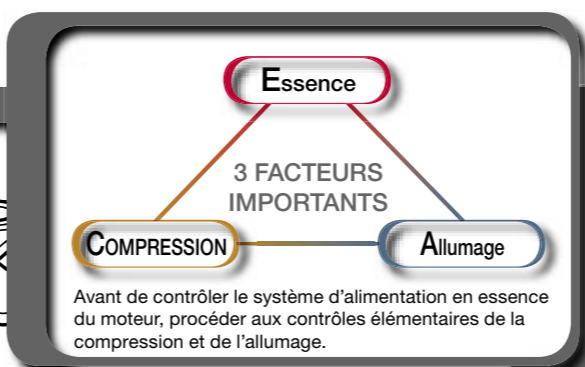 Essence
3 FACTEURS
IMPORTANTS
COMPRESSION
Allumage
Avant de contrôler le système d'alimentation en essence
du moteur, procéder aux contrôles élémentaires de la
compression et de l'allumage.